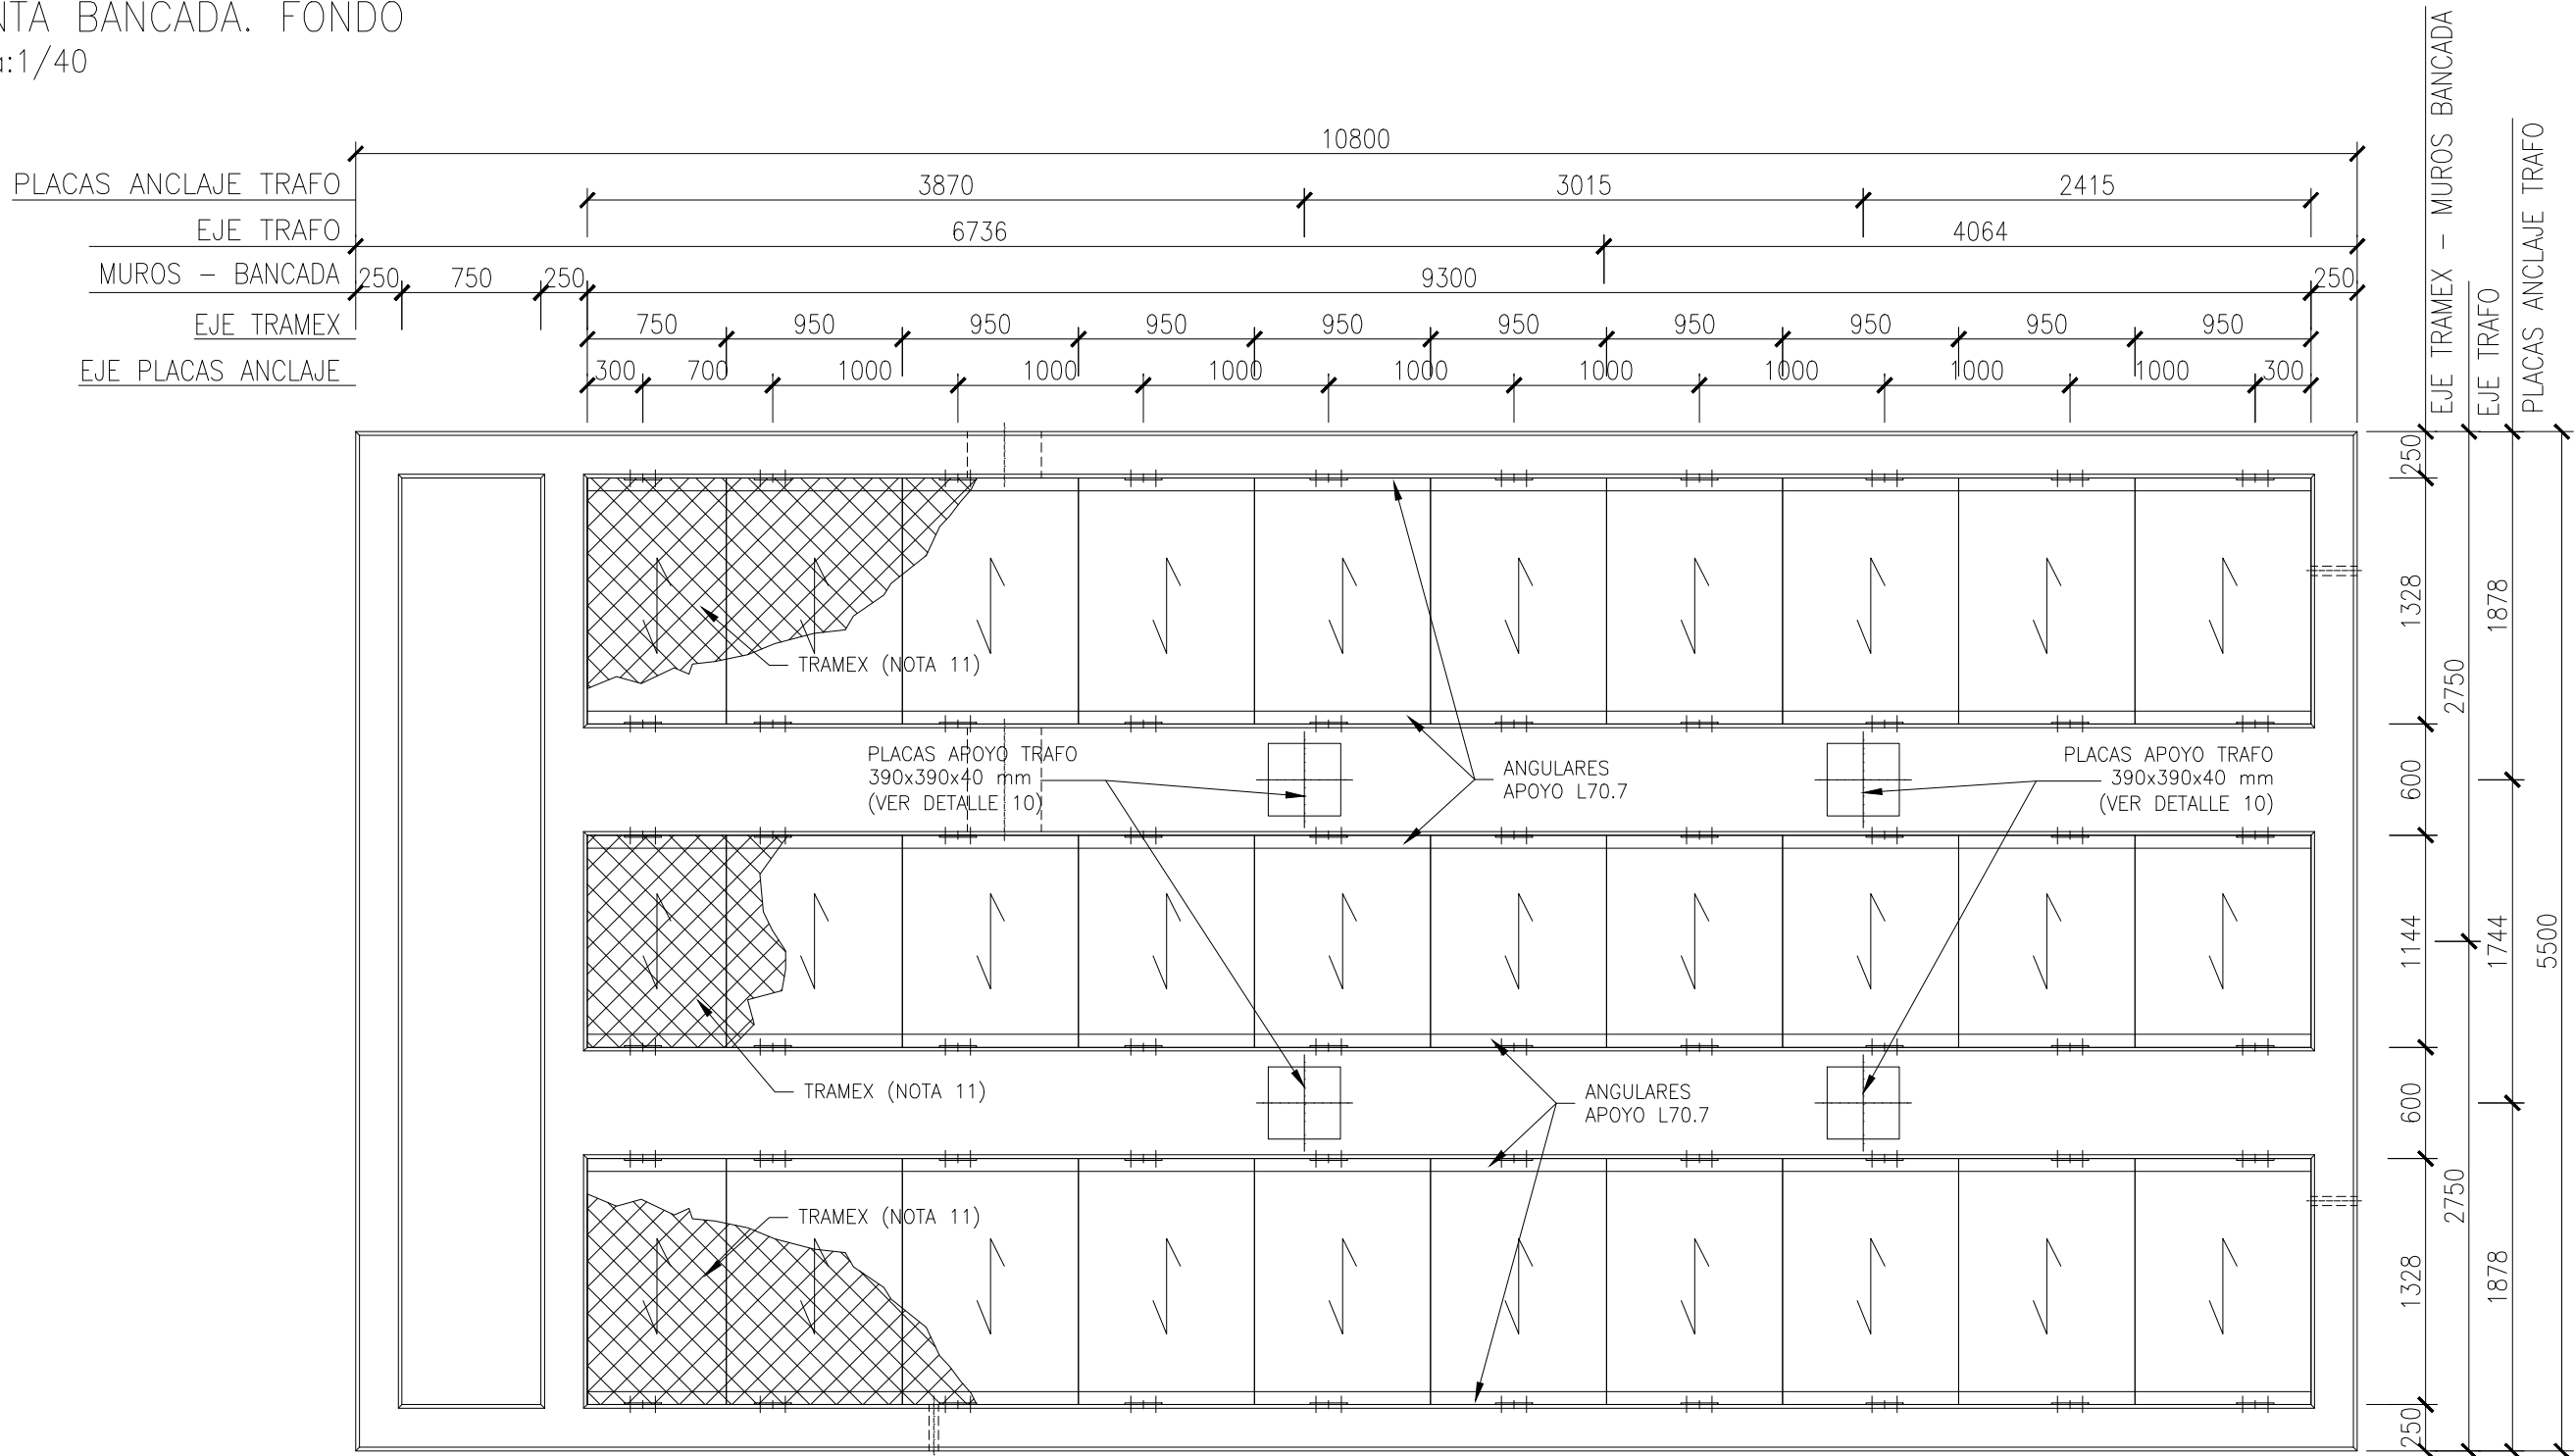 NTA BANCADA. FONDO
a:1/40
10800
PLACAS ANCLAJE TRAFO
3870
3015
2415
EJE TRAFO
6736
4064
MUROS - BANCADA
250
750
250
9300
250
EJE TRAMEX
750
950
950
950
950
950
950
950
950
950
EJE PLACAS ANCLAJE
300
700
1000
1000
1000
1000
1000
1000
1000
1000
300
EJE TRAMEX - MUROS BANCADA
EJE TRAFO
PLACAS ANCLAJE TRAFO
250
1328
600
1144
600
1328
250
2750
2750
1878
1744
1878
5500
TRAMEX (NOTA 11)
PLACAS APOYO TRAFO
390x390x40 mm
(VER DETALLE 10)
ANGULARES
APOYO L70.7
PLACAS APOYO TRAFO
390x390x40 mm
(VER DETALLE 10)
TRAMEX (NOTA 11)
ANGULARES
APOYO L70.7
TRAMEX (NOTA 11)